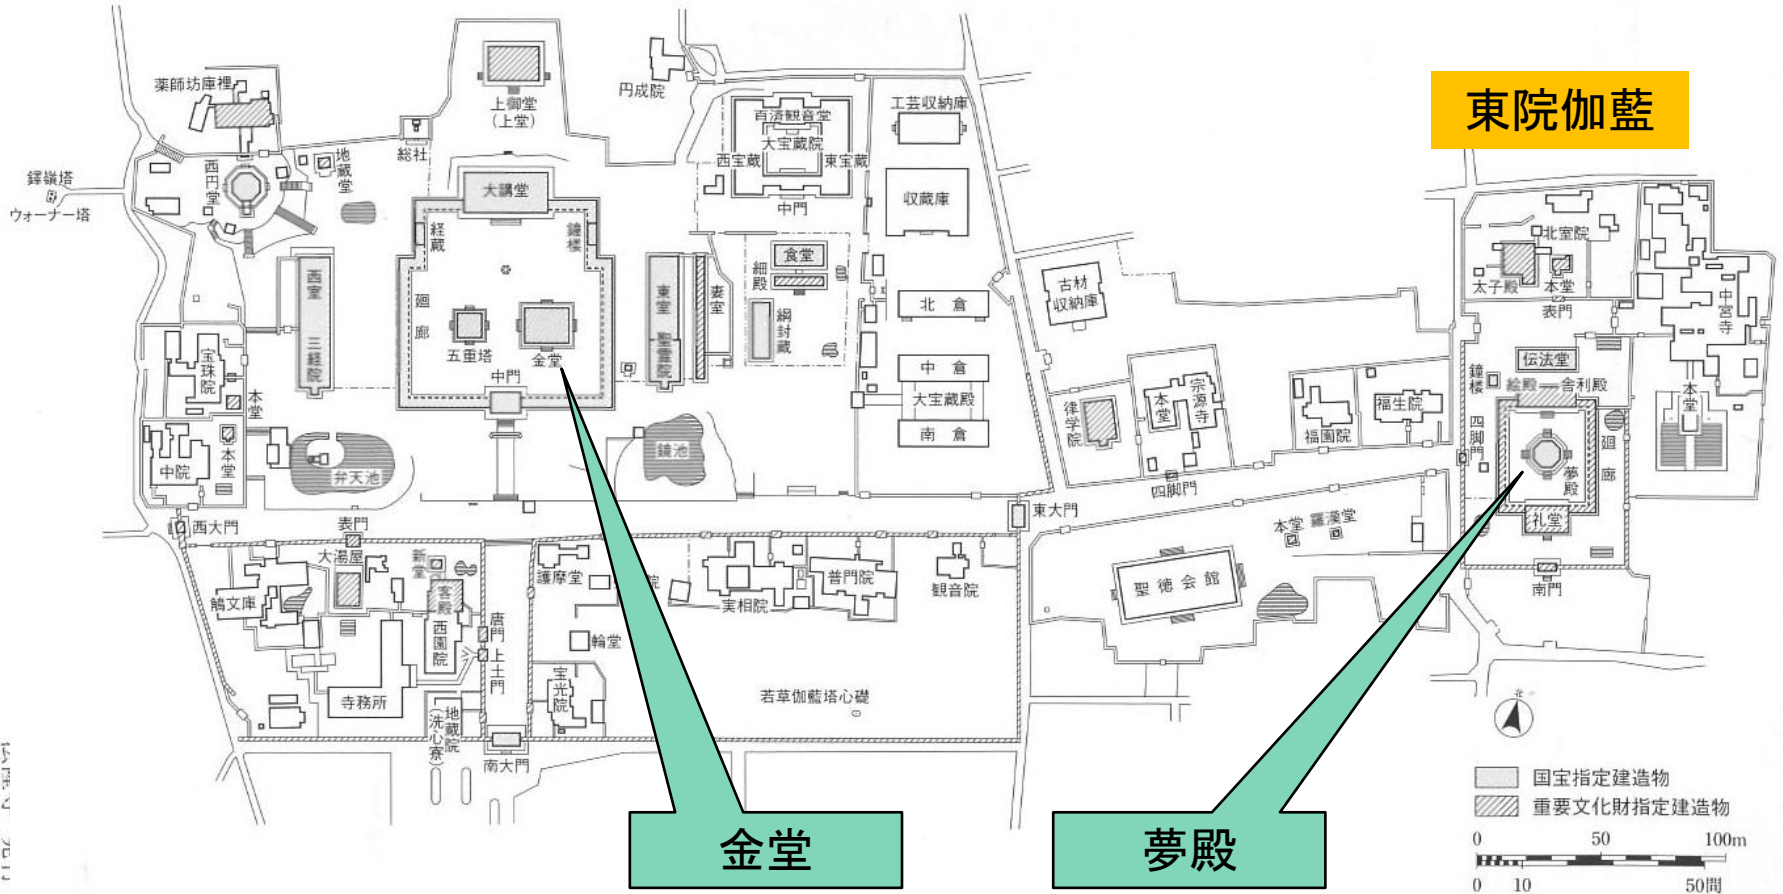 東院伽藍
薬師坊庫裡
上御堂
(上堂)
円成院
百済観音堂
大宝蔵院
西宝蔵
東宝蔵
中門
工芸収納庫
収蔵庫
総社
地蔵堂
西円堂
鐸嶺塔
ウォーナー塔
大講堂
経蔵
鐘楼
廻廊
五重塔
金堂
中門
西室
三経院
東室
聖霊院
妻室
細殿
食堂
綱封蔵
北倉
中倉
大宝蔵殿
南倉
古材
収納庫
宝珠院
本堂
中院
本堂
弁天池
鏡池
律学院
本堂
宗源寺
四脚門
福園院
福生院
北室院
太子殿
本堂
表門
中宮寺
本堂
伝法堂
鐘楼
絵殿
舎利殿
四脚門
廻廊
夢殿
礼堂
南門
西大門
表門
東大門
大湯屋
新堂
鵤文庫
客殿
西園院
唐門
上土門
寺務所
地蔵院
(洗心寮)
南大門
護摩堂
院
輪堂
宝光院
実相院
普門院
観音院
若草伽藍塔心礎
本堂
羅漢堂
聖徳会館
北
国宝指定建造物
重要文化財指定建造物
0 50 100m
0 10 50間
金堂
夢殿